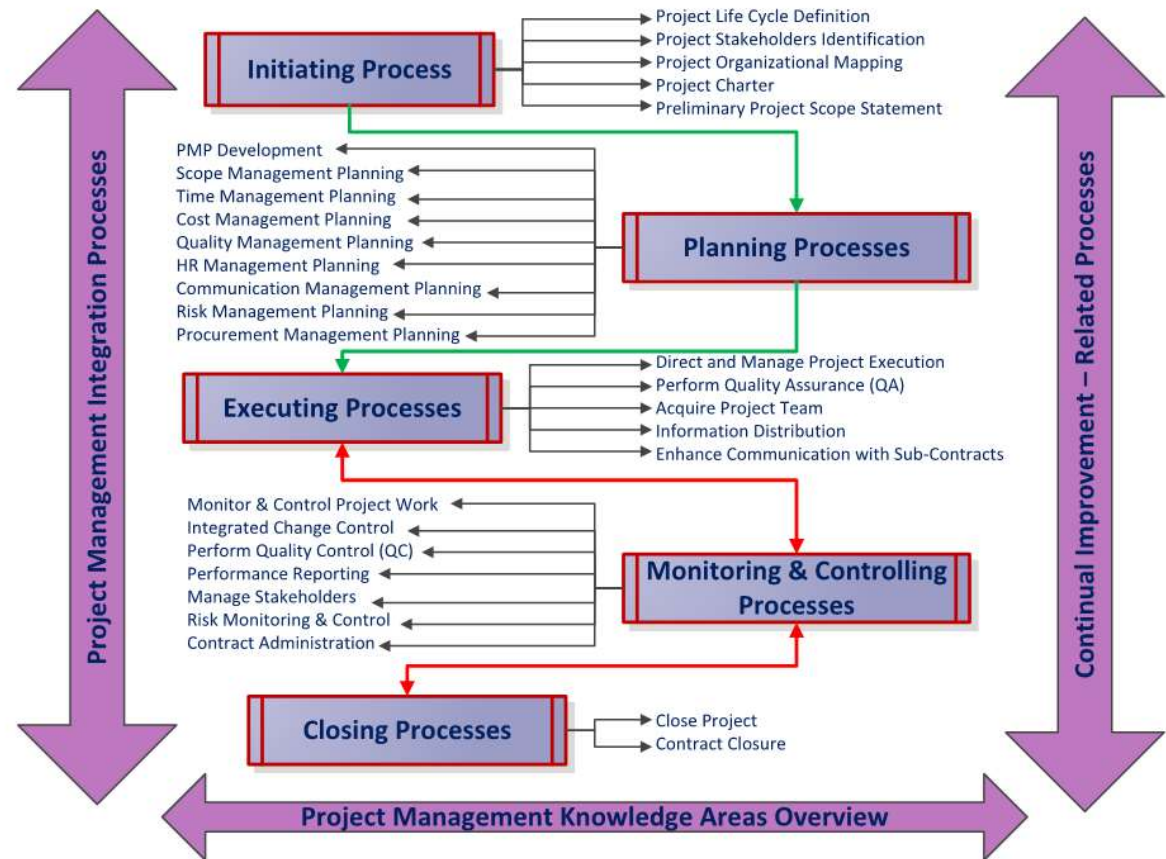 Project Management Integration Processes
Initiating Process
Project Life Cycle Definition
Project Stakeholders Identification
Project Organizational Mapping
Project Charter
Preliminary Project Scope Statement
PMP Development
Scope Management Planning
Time Management Planning
Cost Management Planning
Quality Management Planning
HR Management Planning
Communication Management Planning
Risk Management Planning
Procurement Management Planning
Planning Processes
Executing Processes
Direct and Manage Project Execution
Perform Quality Assurance (QA)
Acquire Project Team
Information Distribution
Enhance Communication with Sub-Contracts
Monitor & Control Project Work
Integrated Change Control
Perform Quality Control (QC)
Performance Reporting
Manage Stakeholders
Risk Monitoring & Control
Contract Administration
Monitoring & Controlling
Processes
Closing Processes
Close Project
Contract Closure
Continual Improvement – Related Processes
Project Management Knowledge Areas Overview